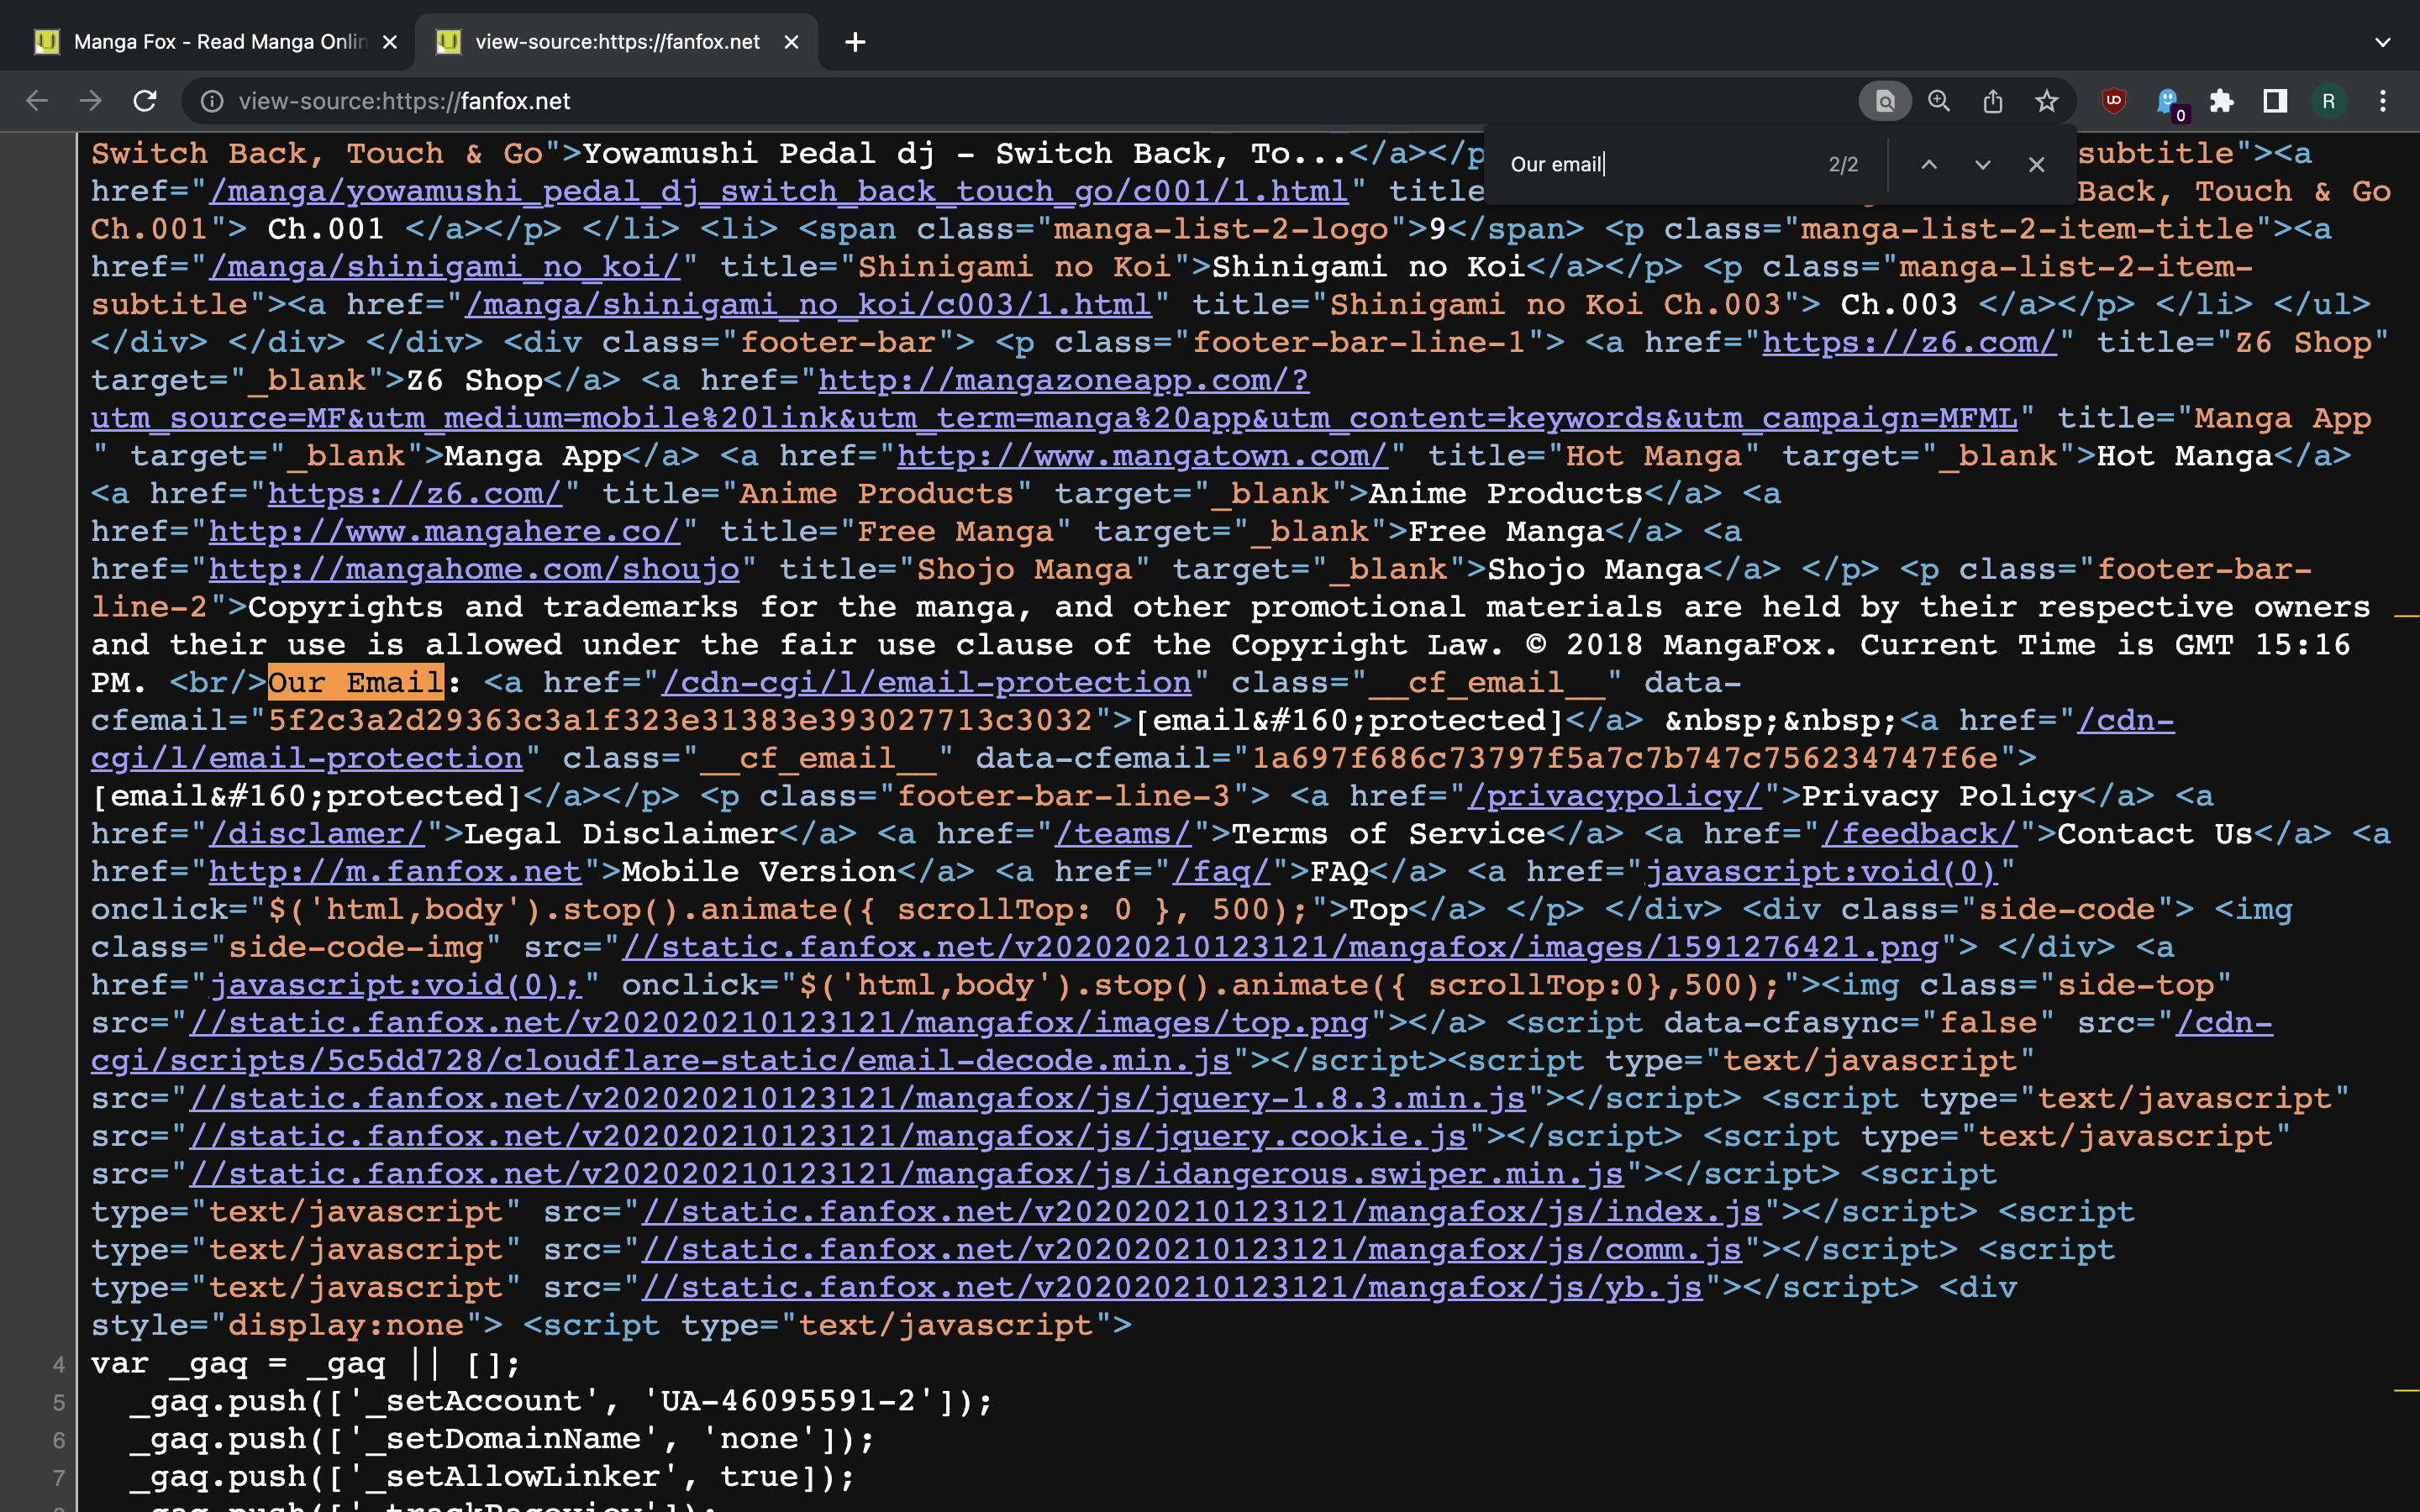 Manga Fox - Read Manga Onlin
view-source:https://fanfox.net
view-source:https://fanfox.net
Our email 2/2
R
0
Switch Back, Touch & Go">Yowamushi Pedal dj - Switch Back, To...</a></p subtitle"><a
href="/manga/yowamushi_pedal_dj_switch_back_touch_go/c001/1.html" title Back, Touch & Go
Ch.001"> Ch.001 </a></p> </li> <li> <span class="manga-list-2-logo">9</span> <p class="manga-list-2-item-title"><a
href="/manga/shinigami_no_koi/" title="Shinigami no Koi">Shinigami no Koi</a></p> <p class="manga-list-2-item-
subtitle"><a href="/manga/shinigami_no_koi/c003/1.html" title="Shinigami no Koi Ch.003"> Ch.003 </a></p> </li> </ul>
</div> </div> </div> <div class="footer-bar"> <p class="footer-bar-line-1"> <a href="https://z6.com/" title="Z6 Shop"
target="_blank">Z6 Shop</a> <a href="http://mangazoneapp.com/?
utm_source=MF&utm_medium=mobile%20link&utm_term=manga%20app&utm_content=keywords&utm_campaign=MFML" title="Manga App
" target="_blank">Manga App</a> <a href="http://www.mangatown.com/" title="Hot Manga" target="_blank">Hot Manga</a>
<a href="https://z6.com/" title="Anime Products" target="_blank">Anime Products</a> <a
href="http://www.mangahere.co/" title="Free Manga" target="_blank">Free Manga</a> <a
href="http://mangahome.com/shoujo" title="Shojo Manga" target="_blank">Shojo Manga</a> </p> <p class="footer-bar-
line-2">Copyrights and trademarks for the manga, and other promotional materials are held by their respective owners
and their use is allowed under the fair use clause of the Copyright Law. © 2018 MangaFox. Current Time is GMT 15:16
PM. <br/>Our Email: <a href="/cdn-cgi/l/email-protection" class="__cf_email__" data-
cfemail="5f2c3a2d29363c3a1f323e31383e393027713c3032">[email&#160;protected]</a> &nbsp;&nbsp;<a href="/cdn-
cgi/l/email-protection" class="__cf_email__" data-cfemail="1a697f686c73797f5a7c7b747c756234747f6e">
[email&#160;protected]</a></p> <p class="footer-bar-line-3"> <a href="/privacypolicy/">Privacy Policy</a> <a
href="/disclamer/">Legal Disclaimer</a> <a href="/teams/">Terms of Service</a> <a href="/feedback/">Contact Us</a> <a
href="http://m.fanfox.net">Mobile Version</a> <a href="/faq/">FAQ</a> <a href="javascript:void(0)"
onclick="$('html,body').stop().animate({ scrollTop: 0 }, 500);">Top</a> </p> </div> <div class="side-code"> <img
class="side-code-img" src="//static.fanfox.net/v202020210123121/mangafox/images/1591276421.png"> </div> <a
href="javascript:void(0);" onclick="$('html,body').stop().animate({ scrollTop:0},500);"><img class="side-top"
src="//static.fanfox.net/v202020210123121/mangafox/images/top.png"></a> <script data-cfasync="false" src="/cdn-
cgi/scripts/5c5dd728/cloudflare-static/email-decode.min.js"></script><script type="text/javascript"
src="//static.fanfox.net/v202020210123121/mangafox/js/jquery-1.8.3.min.js"></script> <script type="text/javascript"
src="//static.fanfox.net/v202020210123121/mangafox/js/jquery.cookie.js"></script> <script type="text/javascript"
src="//static.fanfox.net/v202020210123121/mangafox/js/idangerous.swiper.min.js"></script> <script
type="text/javascript" src="//static.fanfox.net/v202020210123121/mangafox/js/index.js"></script> <script
type="text/javascript" src="//static.fanfox.net/v202020210123121/mangafox/js/comm.js"></script> <script
type="text/javascript" src="//static.fanfox.net/v202020210123121/mangafox/js/yb.js"></script> <div
style="display:none"> <script type="text/javascript">
4 var _gaq = _gaq || [];
5 _gaq.push(['_setAccount', 'UA-46095591-2']);
6 _gaq.push(['_setDomainName', 'none']);
7 _gaq.push(['_setAllowLinker', true]);